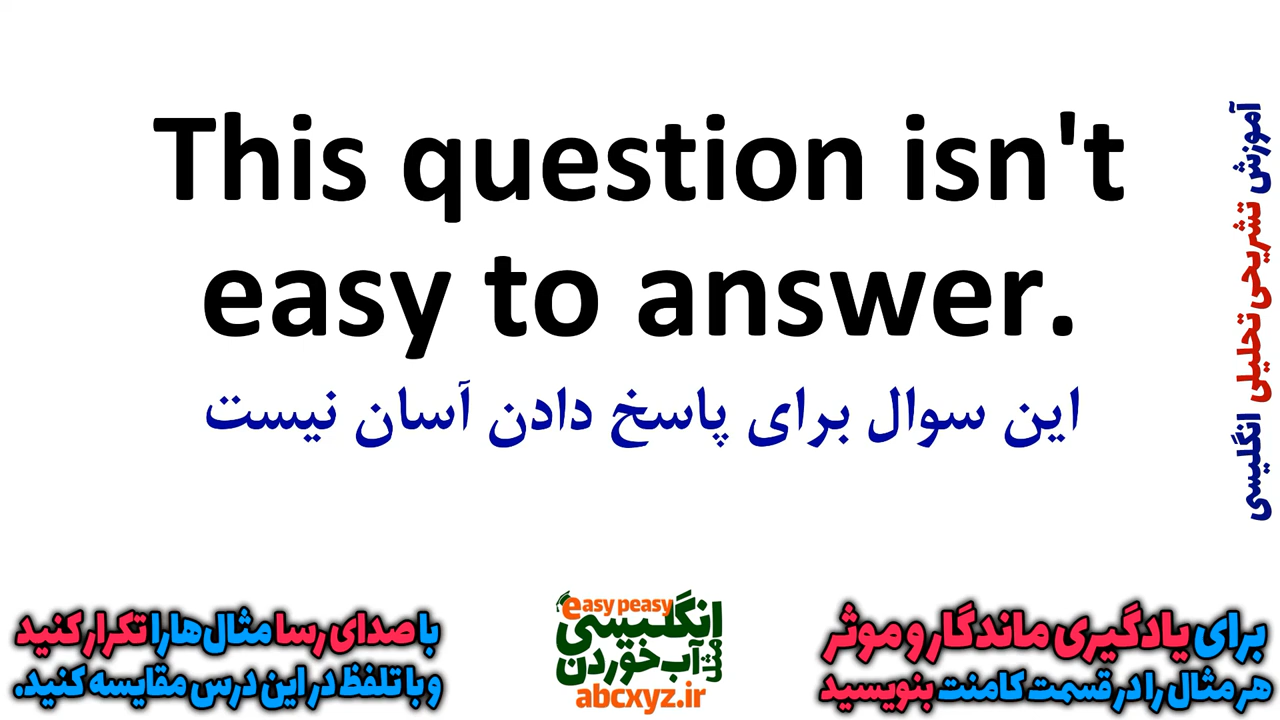 This question isn't
easy to answer.
این سوال برای پاسخ دادن آسان نیست
آموزش تشریحی تحلیلی انگلیسی
با صدای رسا مثال‌ها را تکرار کنید
و با تلفظ در این درس مقایسه کنید.
easy peasy
انگلیسی
مثل
آب خوردن
abcxyz.ir
برای یادگیری ماندگار و موثر
هر مثال را در قسمت کامنت بنویسید